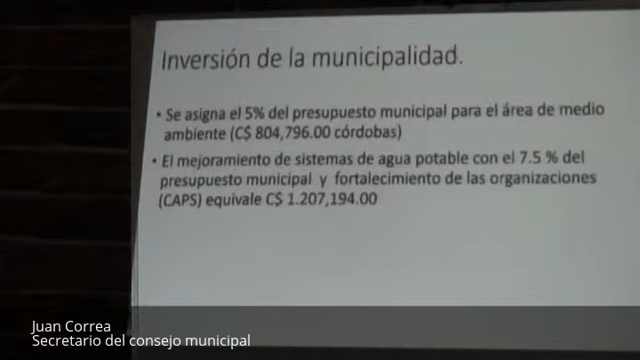 Inversión de la municipalidad.
• Se asigna el 5% del presupuesto municipal para el área de medio
ambiente (C$ 804,796.00 córdobas)
• El mejoramiento de sistemas de agua potable con el 7.5 % del
presupuesto municipal y fortalecimiento de las organizaciones
(CAPS) equivale C$ 1.207,194.00
Juan Correa
Secretario del consejo municipal